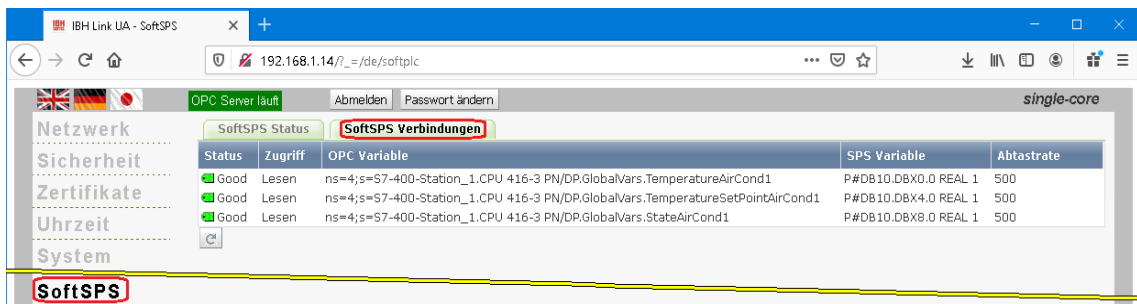 IBH Link UA - SoftSPS
192.168.1.14/?_=/de/softplc
OPC Server läuft Abmelden Passwort ändern single-core
Netzwerk
Sicherheit
Zertifikate
Uhrzeit
System
SoftSPS
SoftSPS Status SoftSPS Verbindungen
Status Zugriff OPC Variable SPS Variable Abtastrate
Good Lesen ns=4;s=S7-400-Station_1.CPU 416-3 PN/DP.GlobalVars.TemperatureAirCond1 P#DB10.DBX0.0 REAL 1 500
Good Lesen ns=4;s=S7-400-Station_1.CPU 416-3 PN/DP.GlobalVars.TemperatureSetPointAirCond1 P#DB10.DBX4.0 REAL 1 500
Good Lesen ns=4;s=S7-400-Station_1.CPU 416-3 PN/DP.GlobalVars.StateAirCond1 P#DB10.DBX8.0 REAL 1 500